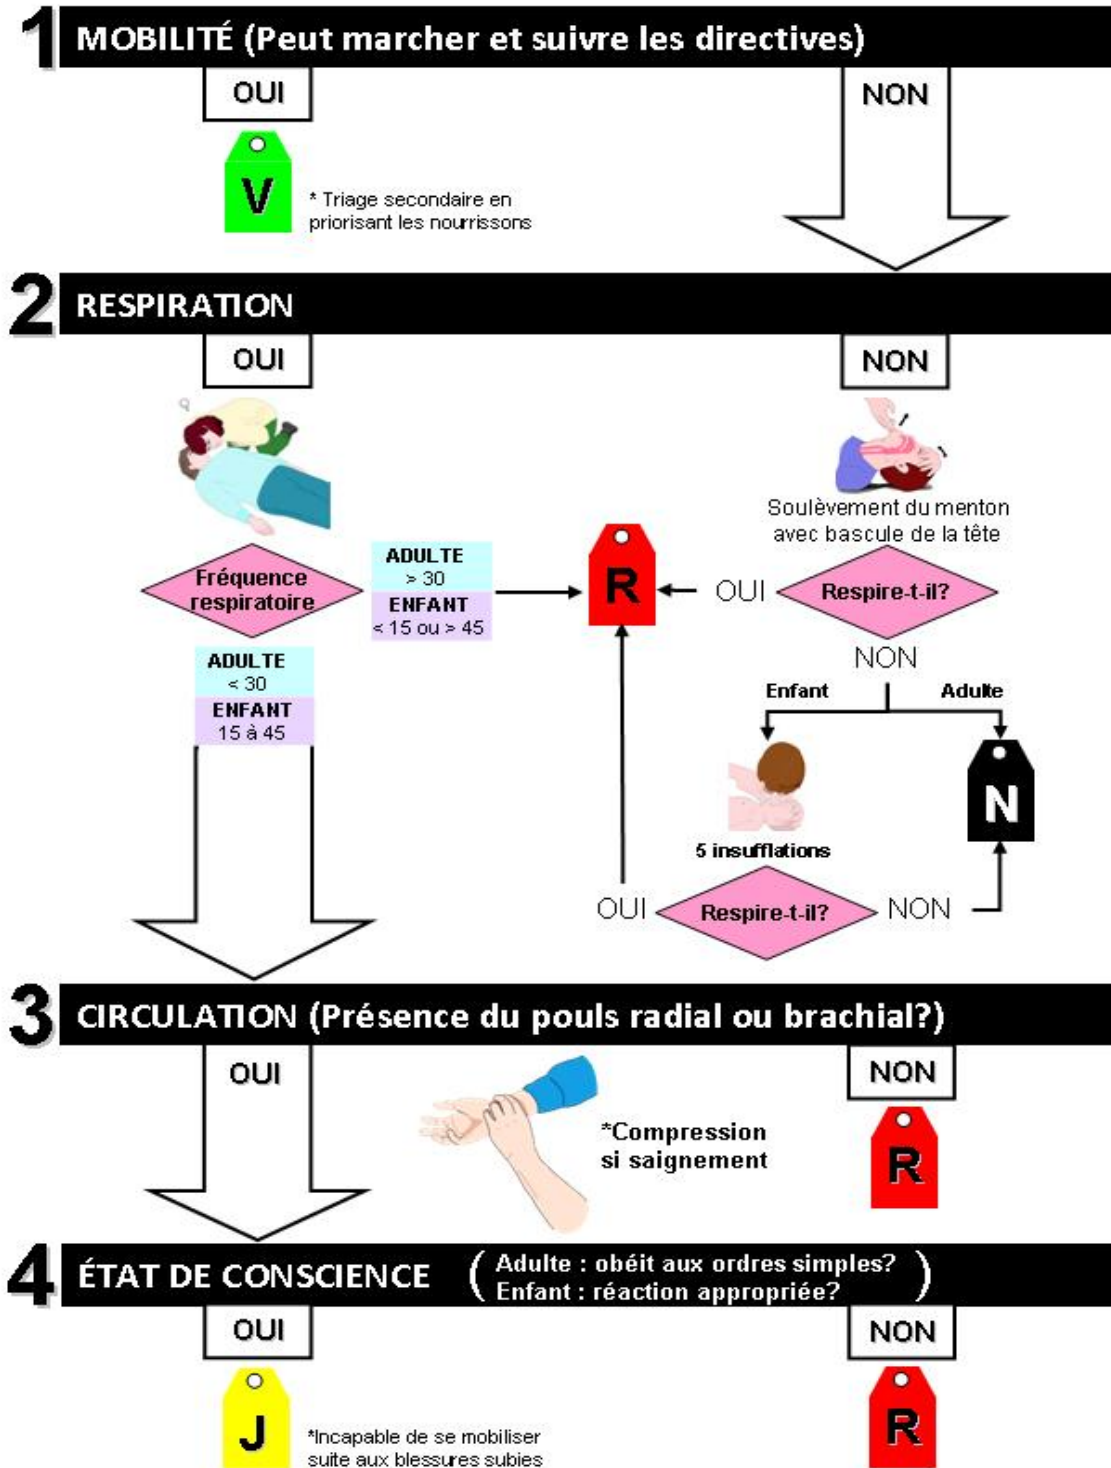 1 MOBILITÉ (Peut marcher et suivre les directives)
OUI
NON
V
* Triage secondaire en
priorisant les nourrissons
2 RESPIRATION
OUI
NON
Soulèvement du menton
avec bascule de la tête
Fréquence
respiratoire
ADULTE
> 30
ENFANT
< 15 ou > 45
R
OUI
Respire-t-il?
NON
ADULTE
< 30
ENFANT
15 à 45
Enfant
Adulte
N
5 insufflations
OUI
Respire-t-il?
NON
3 CIRCULATION (Présence du pouls radial ou brachial?)
OUI
NON
*Compression
si saignement
R
4 ÉTAT DE CONSCIENCE ( Adulte : obéit aux ordres simples? )
Enfant : réaction appropriée?
OUI
NON
J
*Incapable de se mobiliser
suite aux blessures subies
R